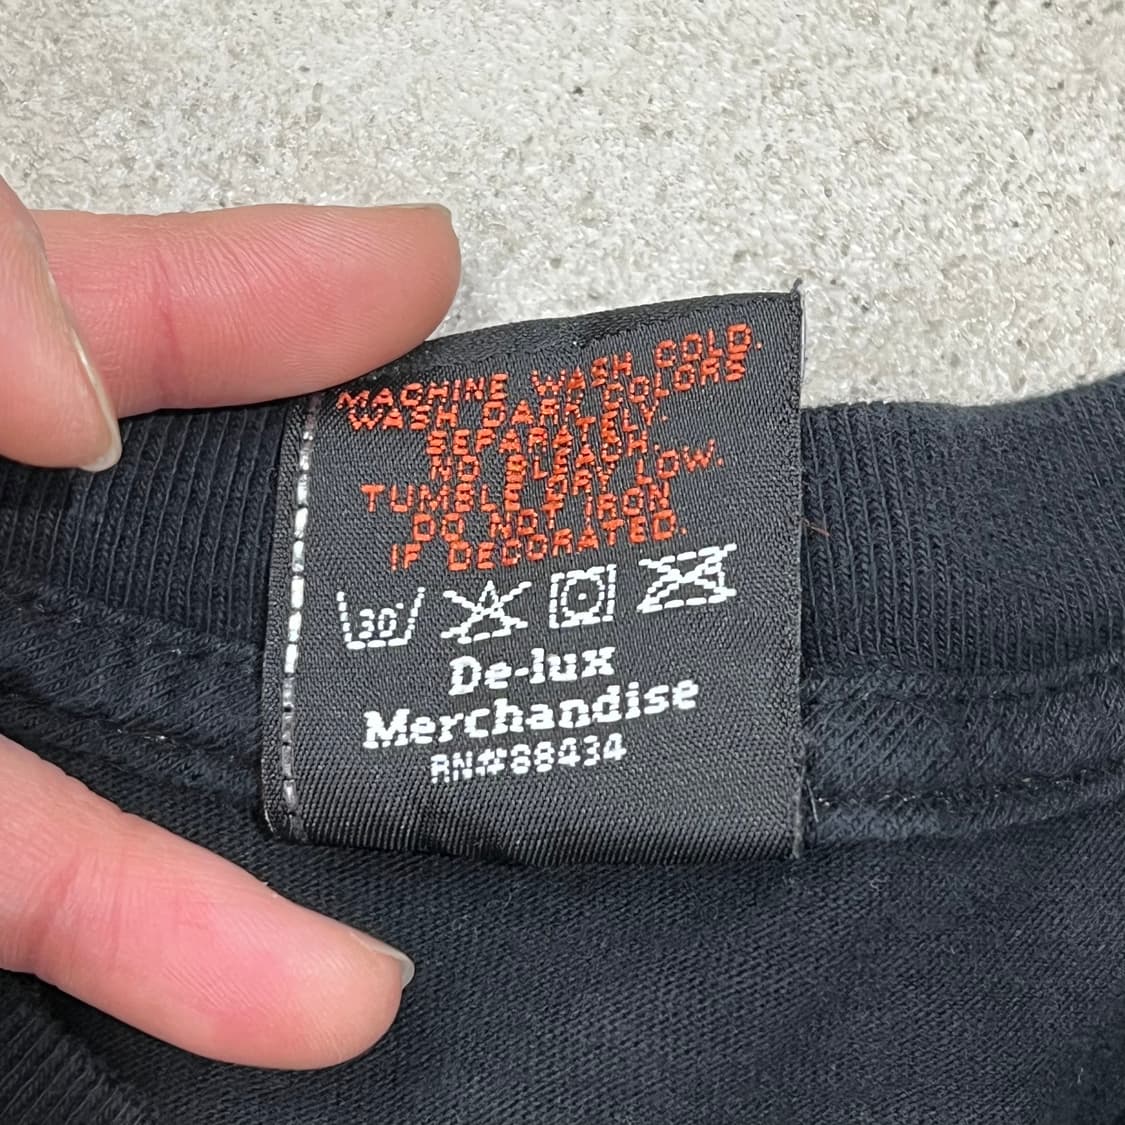 MACHINE WASH COLD.
WASH DARK COLORS
SEPARATELY.
NO BLEACH
TUMBLE DRY LOW.
DO NOT IRON
IF DECORATED.
30°
De-lux
Merchandise
RN#88434